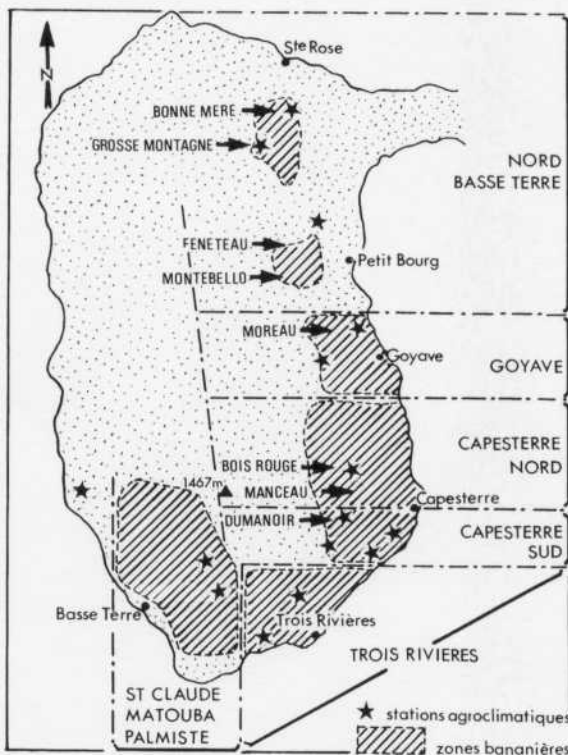 N
Ste Rose
BONNE MERE
GROSSE MONTAGNE
NORD
BASSE TERRE
FENETEAU
Petit Bourg
MONTEBELLO
MOREAU
Goyave
GOYAVE
CAPESTERRE
NORD
BOIS ROUGE
1467m
MANCEAU
Capesterre
DUMANOIR
CAPESTERRE
SUD
Basse Terre
Trois Rivières
TROIS RIVIERES
ST CLAUDE
MATOUBA
PALMISTE
stations agroclimatiques
zones bananières